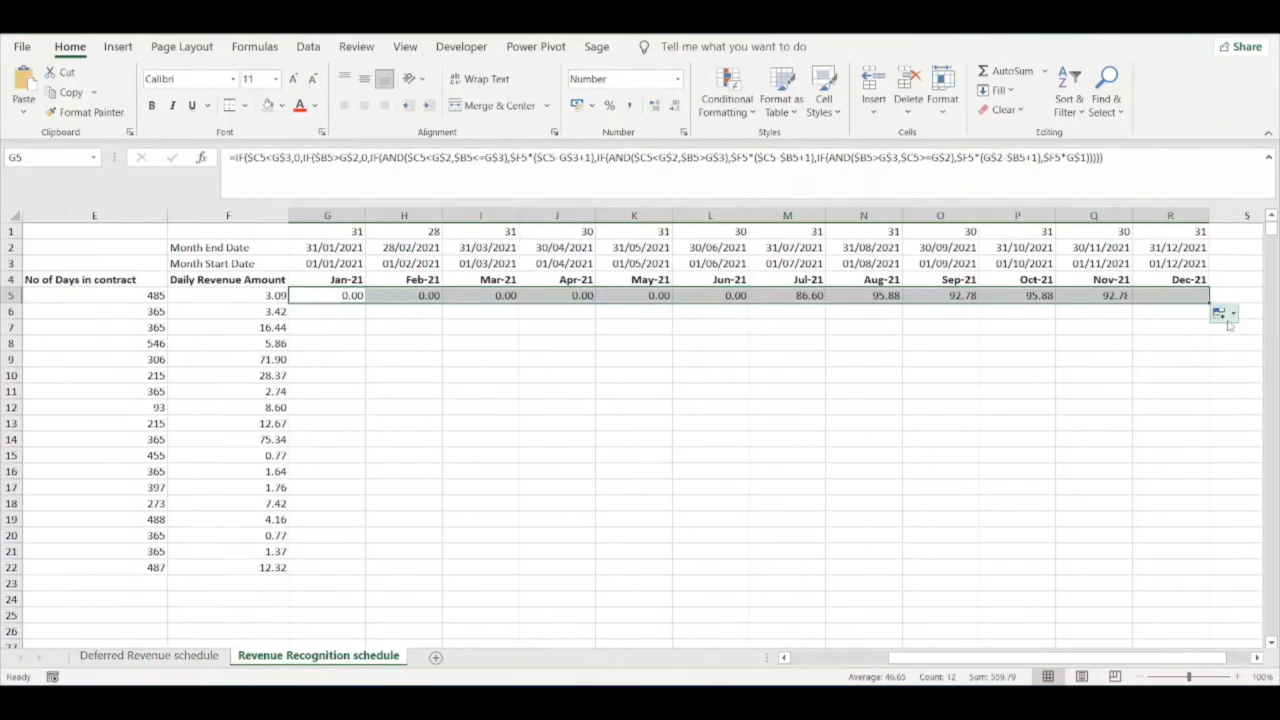 File Home Insert Page Layout Formulas Data Review View Developer Power Pivot Sage Tell me what you want to do Share
Paste Cut Copy Format Painter
Calibri 11
B I U
Wrap Text
Merge & Center
Number
Conditional Formatting Format as Table Cell Styles
Insert Delete Format
AutoSum Fill Clear
Sort & Filter Find & Select
Clipboard Font Alignment Number Styles Cells Editing
G5 fx =IF($C5<G$3,0,IF($B5>G$2,0,IF(AND($C5<G$2,$B5<=G$3),$F5*($C5-G$3+1),IF(AND($C5<G$2,$B5>G$3),$F5*($C5-$B5+1),IF(AND($B5>G$3,$C5>=G$2),$F5*(G$2-$B5+1),$F5*G$1)))))
E F G H I J K L M N O P Q R S
1 31 28 31 30 31 30 31 31 30 31 30 31
2 Month End Date 31/01/2021 28/02/2021 31/03/2021 30/04/2021 31/05/2021 30/06/2021 31/07/2021 31/08/2021 30/09/2021 31/10/2021 30/11/2021 31/12/2021
3 Month Start Date 01/01/2021 01/02/2021 01/03/2021 01/04/2021 01/05/2021 01/06/2021 01/07/2021 01/08/2021 01/09/2021 01/10/2021 01/11/2021 01/12/2021
4 No of Days in contract Daily Revenue Amount Jan-21 Feb-21 Mar-21 Apr-21 May-21 Jun-21 Jul-21 Aug-21 Sep-21 Oct-21 Nov-21 Dec-21
5 485 3.09 0.00 0.00 0.00 0.00 0.00 0.00 86.60 95.88 92.78 95.88 92.78
6 365 3.42
7 365 16.44
8 546 5.86
9 306 71.90
10 215 28.37
11 365 2.74
12 93 8.60
13 215 12.67
14 365 75.34
15 455 0.77
16 365 1.64
17 397 1.76
18 273 7.42
19 488 4.16
20 365 0.77
21 365 1.37
22 487 12.32
23
24
25
26
27
Deferred Revenue schedule Revenue Recognition schedule
Ready Average: 46.65 Count: 12 Sum: 559.79 100%